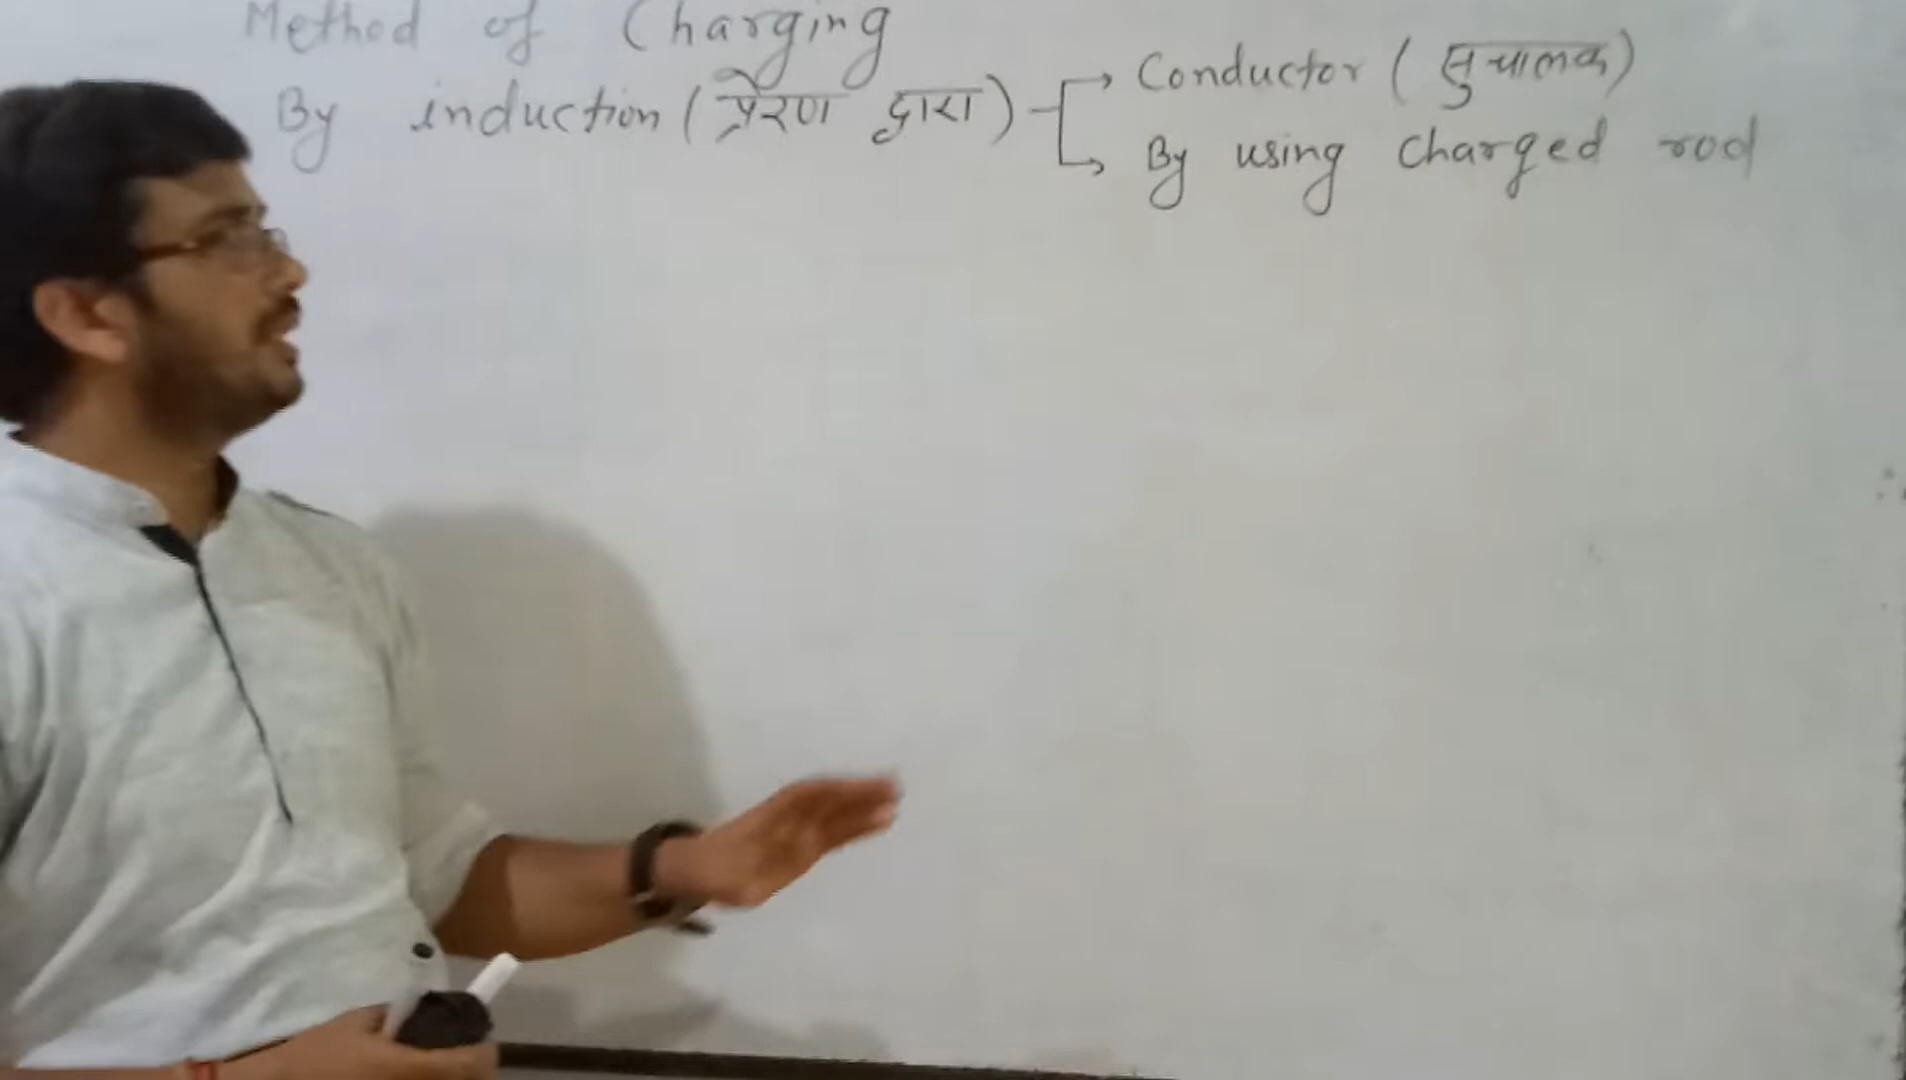 Method of Charging
By induction (प्रेरण द्वारा) → Conductor (सुचालक)
→ By using charged rod